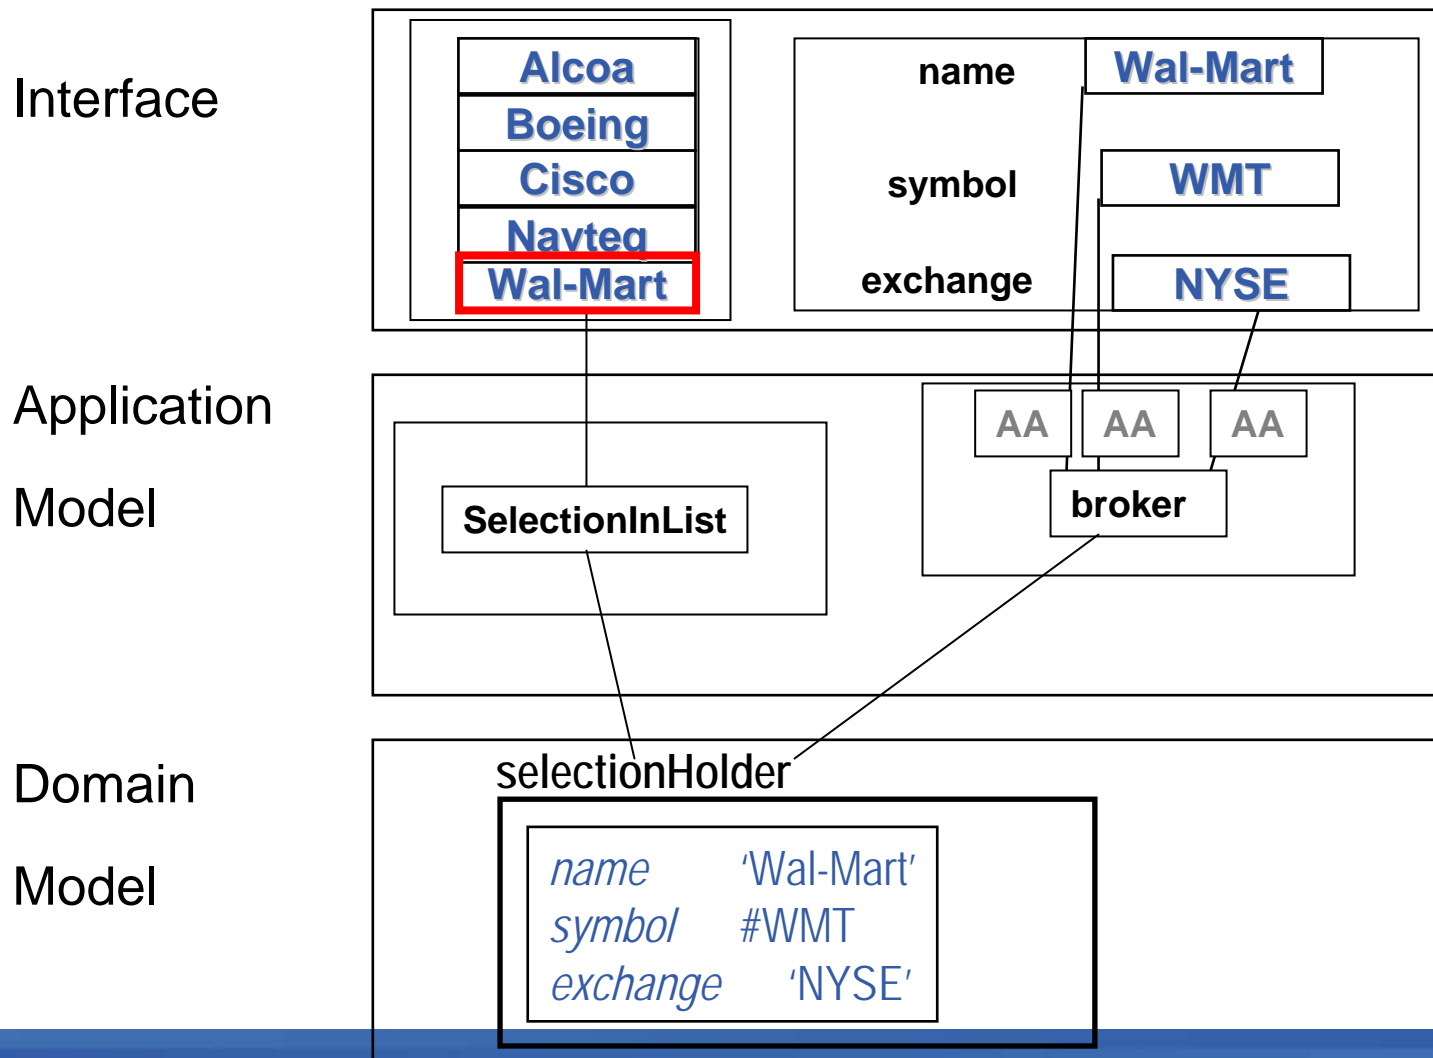 Interface
Alcoa
Boeing
Cisco
Navteq
Wal-Mart
name Wal-Mart
symbol WMT
exchange NYSE
Application
Model
SelectionInList
AA AA AA
broker
Domain
Model
selectionHolder
name ‘Wal-Mart’
symbol #WMT
exchange ‘NYSE’